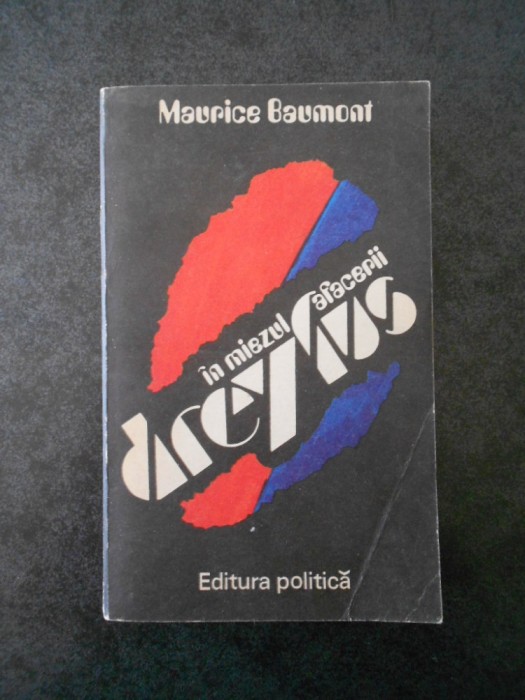 Maurice Baumont
în miezul afacerii
dreyfus
Editura politică